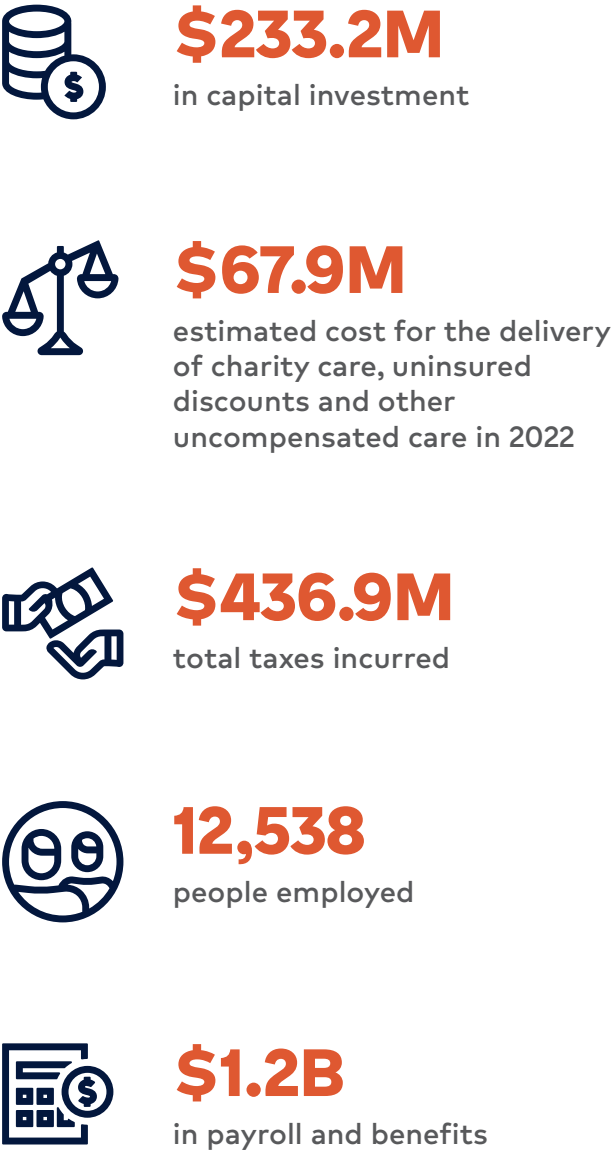 $233.2M
in capital investment
$67.9M
estimated cost for the delivery
of charity care, uninsured
discounts and other
uncompensated care in 2022
$436.9M
total taxes incurred
12,538
people employed
$1.2B
in payroll and benefits